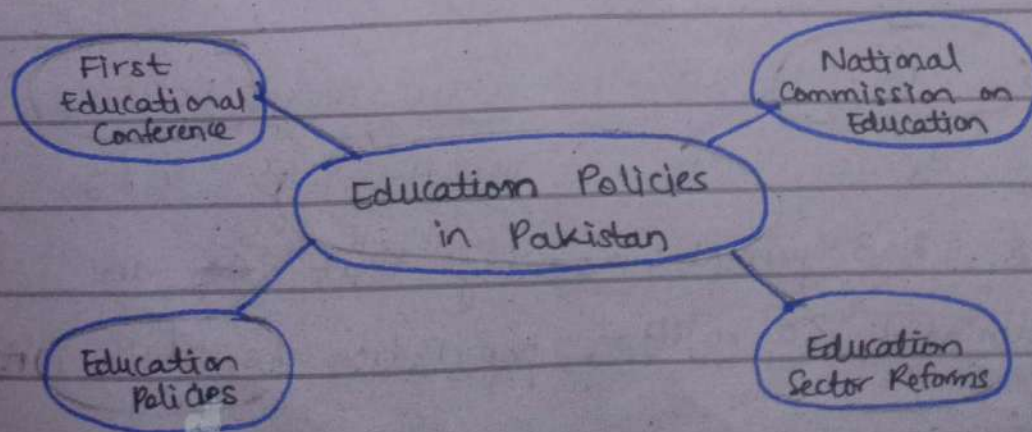 First
Educational
Conference
National
Commission on
Education
Education Policies
in Pakistan
Education
Policies
Education
Sector Reforms